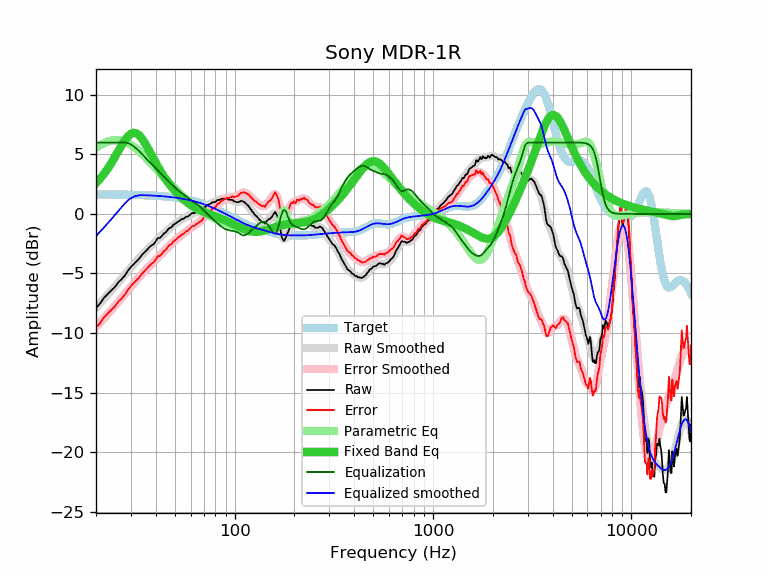 Sony MDR-1R
Amplitude (dBr)
10
5
0
−5
−10
−15
−20
−25
Target
Raw Smoothed
Error Smoothed
Raw
Error
Parametric Eq
Fixed Band Eq
Equalization
Equalized smoothed
100
1000
10000
Frequency (Hz)